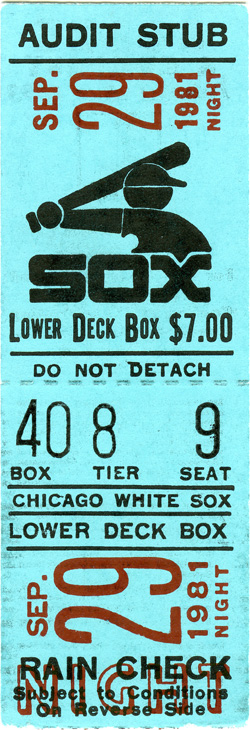 AUDIT STUB
SEP. 29 1981 NIGHT
SOX
LOWER DECK BOX $7.00
DO NOT DETACH
40 8 9
BOX TIER SEAT
CHICAGO WHITE SOX
LOWER DECK BOX
SEP. 29 1981 NIGHT
NIGHT
RAIN CHECK
Subject to Conditions
On Reverse Side